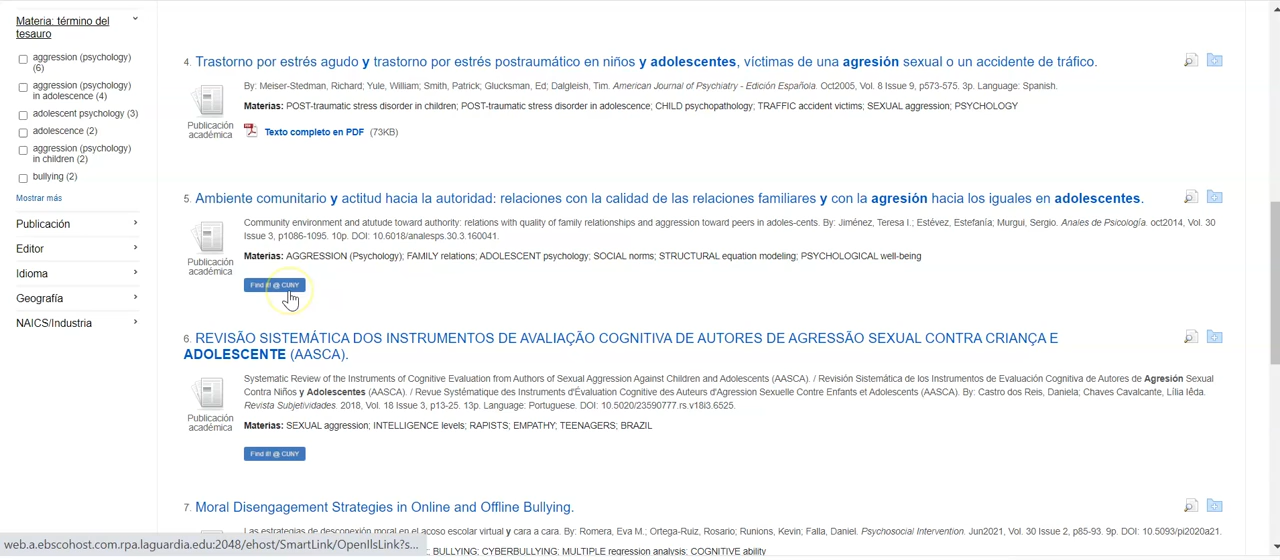 Materia: término del
tesauro
aggression (psychology)
(6)
aggression (psychology)
in adolescence (4)
adolescent psychology (3)
adolescence (2)
aggression (psychology)
in children (2)
bullying (2)
Mostrar más
Publicación
Editor
Idioma
Geografía
NAICS/Industria
4. Trastorno por estrés agudo y trastorno por estrés postraumático en niños y adolescentes, víctimas de una agresión sexual o un accidente de tráfico.
By: Meiser-Stedman, Richard; Yule, William; Smith, Patrick; Glucksman, Ed; Dalgleish, Tim. American Journal of Psychiatry - Edición Española. Oct2005, Vol. 8 Issue 9, p573-575. 3p. Language: Spanish.
Materias: POST-traumatic stress disorder in children; POST-traumatic stress disorder in adolescence; CHILD psychopathology; TRAFFIC accident victims; SEXUAL aggression; PSYCHOLOGY
Publicación
académica
Texto completo en PDF (73KB)
5. Ambiente comunitario y actitud hacia la autoridad: relaciones con la calidad de las relaciones familiares y con la agresión hacia los iguales en adolescentes.
Community environment and atutude toward authority: relations with quality of family relationships and aggression toward peers in adoles-cents. By: Jiménez, Teresa I.; Estévez, Estefanía; Murgui, Sergio. Anales de Psicología. oct2014, Vol. 30
Issue 3, p1086-1095. 10p. DOI: 10.6018/analesps.30.3.160041.
Materias: AGGRESSION (Psychology); FAMILY relations; ADOLESCENT psychology; SOCIAL norms; STRUCTURAL equation modeling; PSYCHOLOGICAL well-being
Publicación
académica
Find it! @ CUNY
6. REVISÃO SISTEMÁTICA DOS INSTRUMENTOS DE AVALIAÇÃO COGNITIVA DE AUTORES DE AGRESSÃO SEXUAL CONTRA CRIANÇA E
ADOLESCENTE (AASCA).
Systematic Review of the Instruments of Cognitive Evaluation from Authors of Sexual Aggression Against Children and Adolescents (AASCA). / Revisión Sistemática de los Instrumentos de Evaluación Cognitiva de Autores de Agresión Sexual
Contra Niños y Adolescentes (AASCA). / Revue Systématique des Instruments d'Évaluation Cognitive des Auteurs d'Agression Sexuelle Contre Enfants et Adolescents (AASCA). By: Castro dos Reis, Daniela; Chaves Cavalcante, Lília Iêda.
Revista Subjetividades. 2018, Vol. 18 Issue 3, p13-25. 13p. Language: Portuguese. DOI: 10.5020/23590777.rs.v18i3.6525.
Materias: SEXUAL aggression; INTELLIGENCE levels; RAPISTS; EMPATHY; TEENAGERS; BRAZIL
Publicación
académica
Find it! @ CUNY
7. Moral Disengagement Strategies in Online and Offline Bullying.
Las estrategias de desconexión moral en el acoso escolar virtual y cara a cara. By: Romera, Eva M.; Ortega-Ruiz, Rosario; Runions, Kevin; Falla, Daniel. Psychosocial Intervention. Jun2021, Vol. 30 Issue 2, p85-93. 9p. DOI: 10.5093/pi2020a21.
BULLYING; CYBERBULLYING; MULTIPLE regression analysis; COGNITIVE ability
web.a.ebscohost.com.rpa.laguardia.edu:2048/ehost/SmartLink/OpenIlsLink?s...